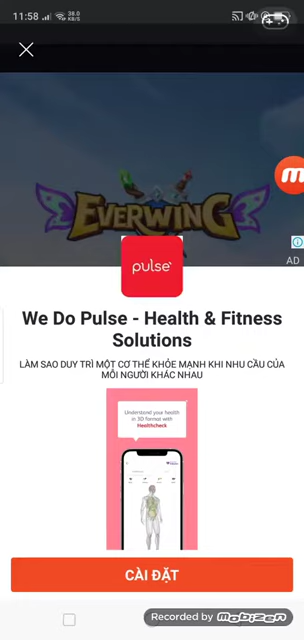 11:58
38.0
KB/S
EVERWING
m
AD
pulse
We Do Pulse - Health & Fitness
Solutions
LÀM SAO DUY TRÌ MỘT CƠ THỂ KHỎE MẠNH KHI NHU CẦU CỦA
MỖI NGƯỜI KHÁC NHAU
Understand your health
in 3D format with
Healthcheck
CÀI ĐẶT
Recorded by mobizen